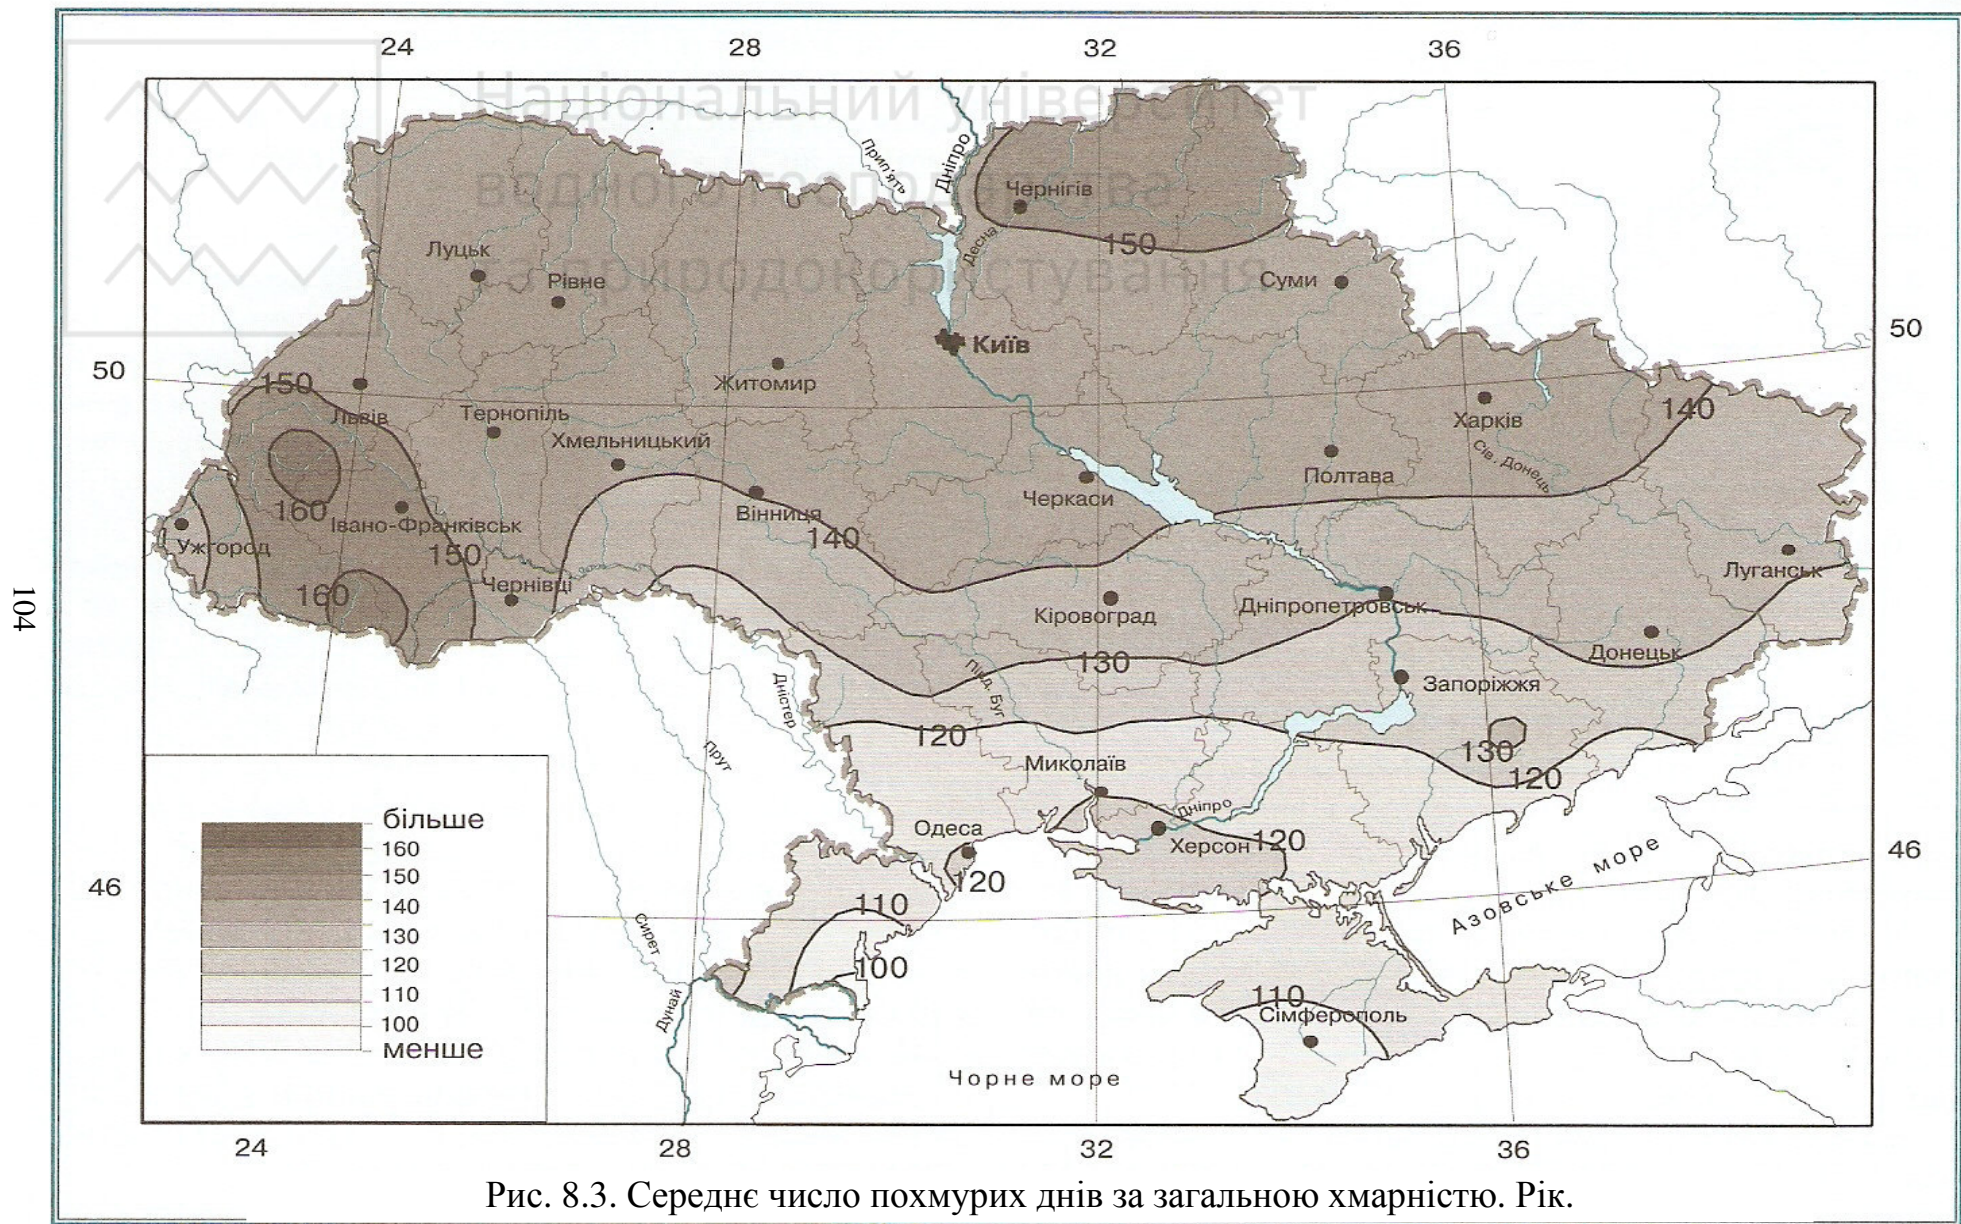 24 28 32 36
Національний університет
водного господарства
та природокористування
Прип'ять
Дніпро
Чернігів
Десна
150
Луцьк
Рівне
Суми
Київ
50
50
Житомир
150
Львів
Тернопіль
Хмельницький
140
Харків
Сів. Донець
Полтава
Черкаси
Вінниця
140
160
Івано-Франківськ
150
Ужгород
160
Чернівці
Луганськ
Кіровоград
Дніпропетровськ
Донецьк
130
Запоріжжя
Півд. Буг
Дністер
Прут
120
130
120
Миколаїв
Дніпро
Одеса
Херсон
120
120
46
46
Азовське море
110
100
Сирет
Дунай
110
Сімферополь
Чорне море
більше
160
150
140
130
120
110
100
менше
24 28 32 36
104
Рис. 8.3. Середнє число похмурих днів за загальною хмарністю. Рік.